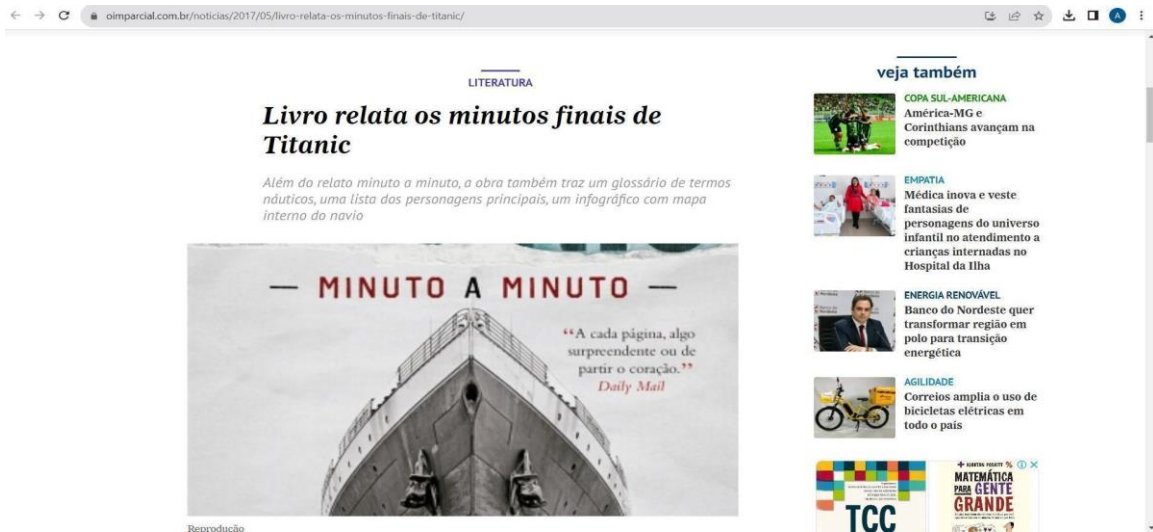 oimparcial.com.br/noticias/2017/05/livro-relata-os-minutos-finais-de-titanic/
A
LITERATURA
Livro relata os minutos finais de
Titanic
Além do relato minuto a minuto, a obra também traz um glossário de termos
náuticos, uma lista dos personagens principais, um infográfico com mapa
interno do navio
— MINUTO A MINUTO —
“A cada página, algo
surpreendente ou de
partir o coração.”
Daily Mail
Reprodução
veja também
COPA SUL-AMERICANA
América-MG e
Corinthians avançam na
competição
EMPATIA
Médica inova e veste
fantasias de
personagens do universo
infantil no atendimento a
crianças internadas no
Hospital da Ilha
ENERGIA RENOVÁVEL
Banco do Nordeste quer
transformar região em
polo para transição
energética
AGILIDADE
Correios amplia o uso de
bicicletas elétricas em
todo o país
TCC
MATEMÁTICA
PARA GENTE
GRANDE